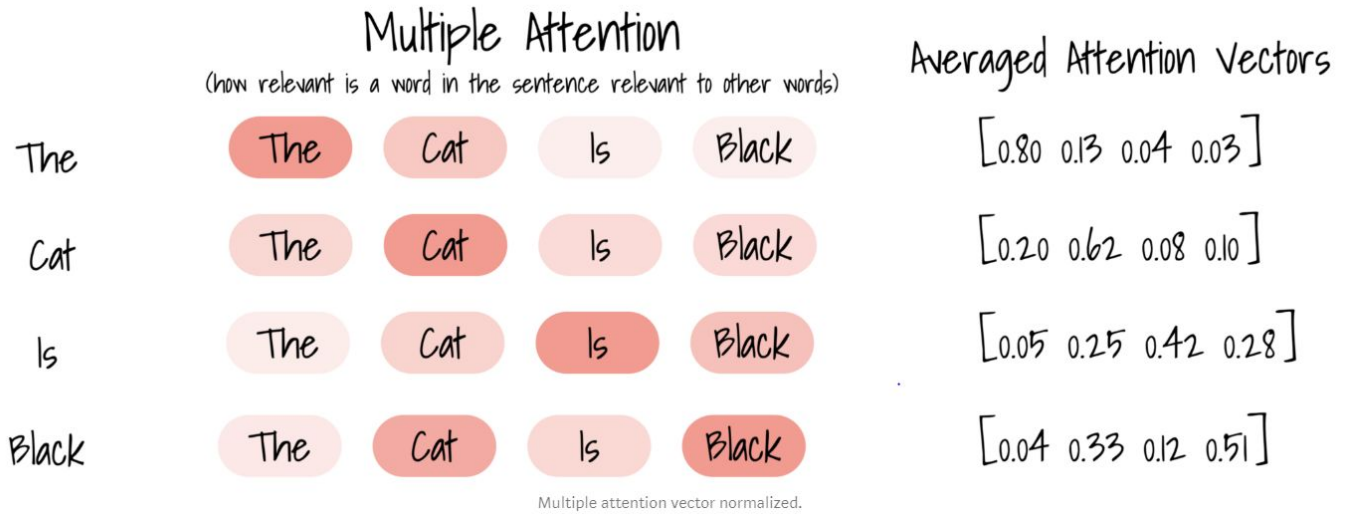 Multiple Attention
Averaged Attention Vectors
(how relevant is a word in the sentence relevant to other words)
The The Cat Is Black [0.80 0.13 0.04 0.03]
Cat The Cat Is Black [0.20 0.62 0.08 0.10]
Is The Cat Is Black [0.05 0.25 0.42 0.28]
Black The Cat Is Black [0.04 0.33 0.12 0.51]
Multiple attention vector normalized.